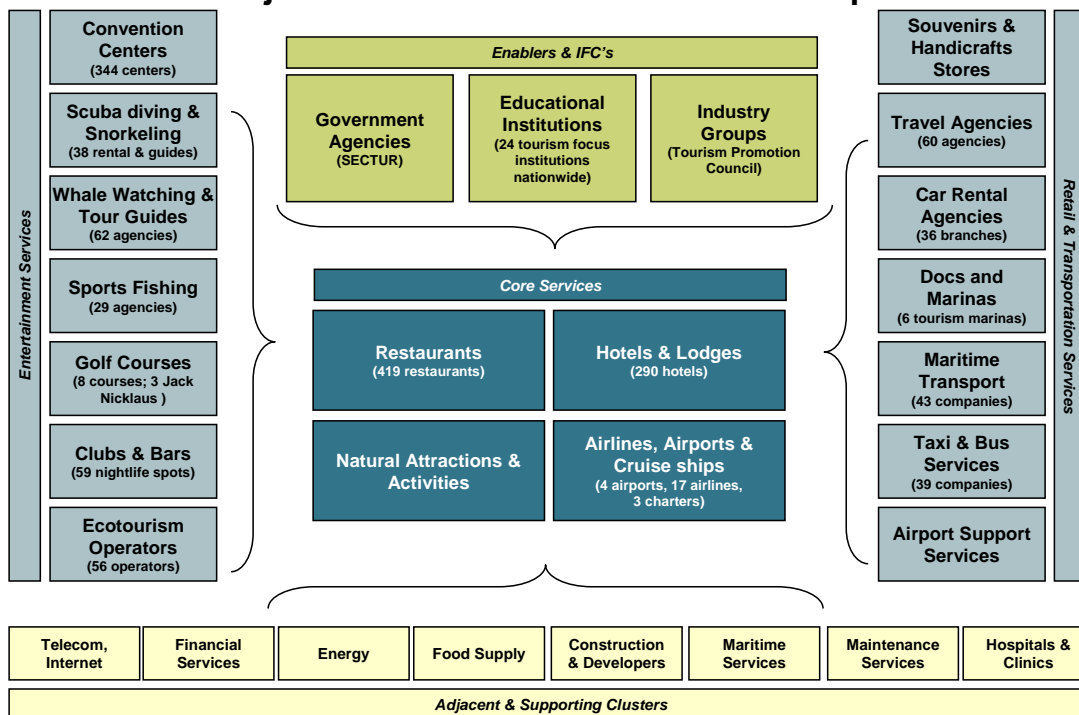 Convention
Centers
(344 centers)
Scuba diving &
Snorkeling
(38 rental & guides)
Whale Watching &
Tour Guides
(62 agencies)
Sports Fishing
(29 agencies)
Golf Courses
(8 courses; 3 Jack
Nicklaus )
Clubs & Bars
(59 nightlife spots)
Ecotourism
Operators
(56 operators)
Entertainment Services
Enablers & IFC's
Government
Agencies
(SECTUR)
Educational
Institutions
(24 tourism focus
institutions
nationwide)
Industry
Groups
(Tourism Promotion
Council)
Core Services
Restaurants
(419 restaurants)
Hotels & Lodges
(290 hotels)
Natural Attractions &
Activities
Airlines, Airports &
Cruise ships
(4 airports, 17 airlines,
3 charters)
Souvenirs &
Handicrafts
Stores
Travel Agencies
(60 agencies)
Car Rental
Agencies
(36 branches)
Docs and
Marinas
(6 tourism marinas)
Maritime
Transport
(43 companies)
Taxi & Bus
Services
(39 companies)
Airport Support
Services
Retail & Transportation Services
Telecom,
Internet
Financial
Services
Energy
Food Supply
Construction
& Developers
Maritime
Services
Maintenance
Services
Hospitals &
Clinics
Adjacent & Supporting Clusters